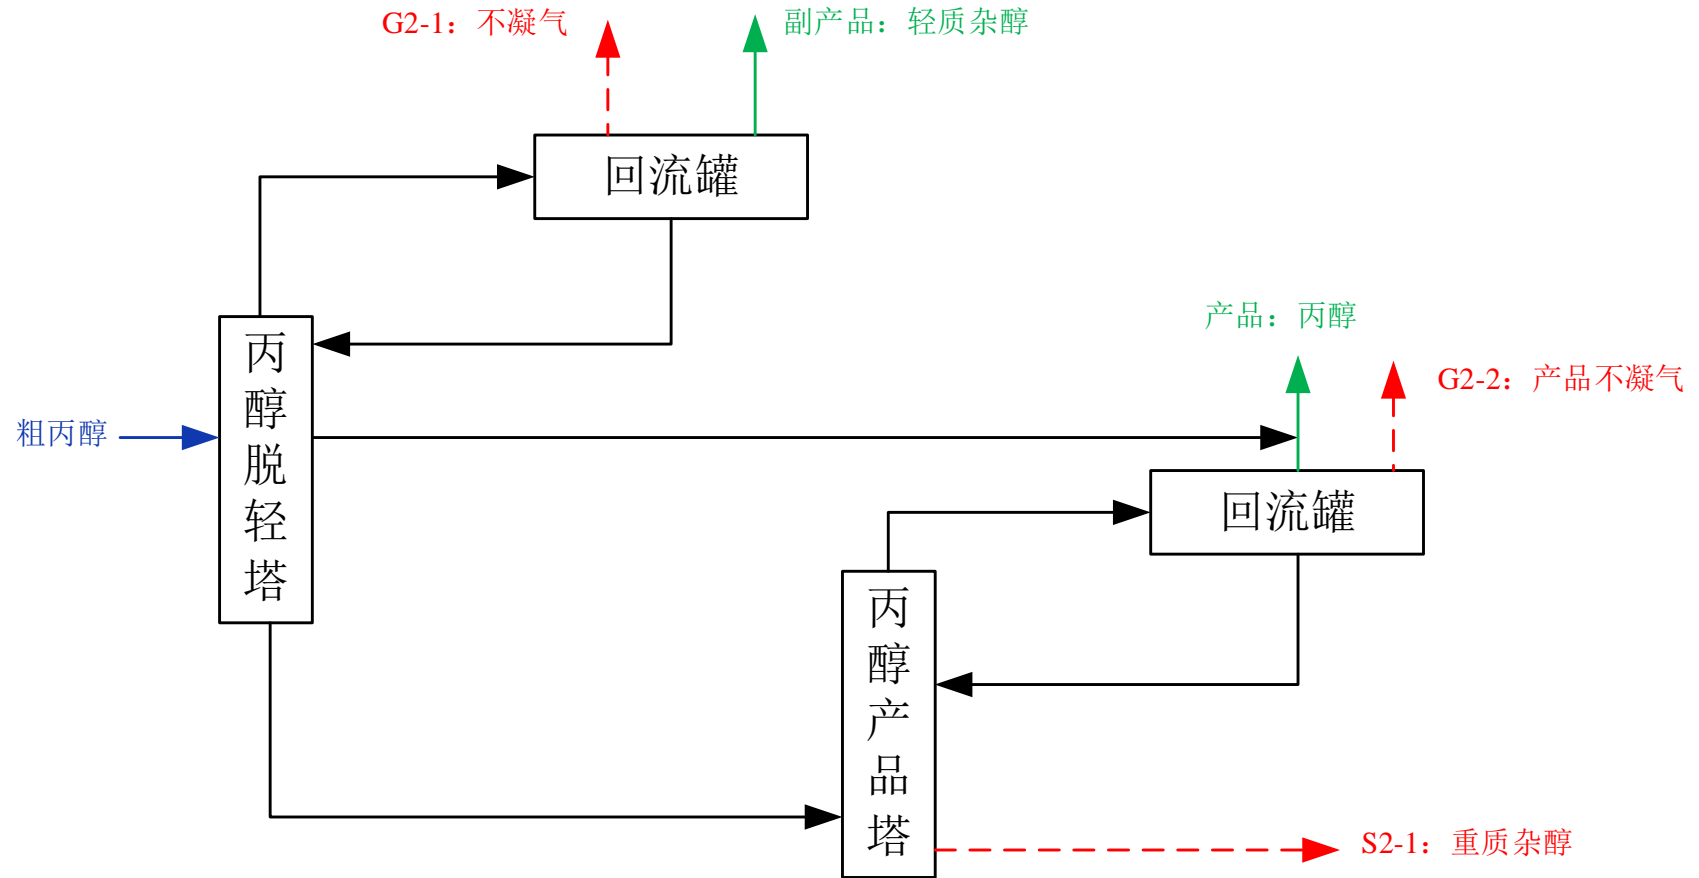 G2-1：不凝气
副产品：轻质杂醇
回流罐
产品：丙醇
丙醇脱轻塔
G2-2：产品不凝气
粗丙醇
回流罐
丙醇产品塔
S2-1：重质杂醇